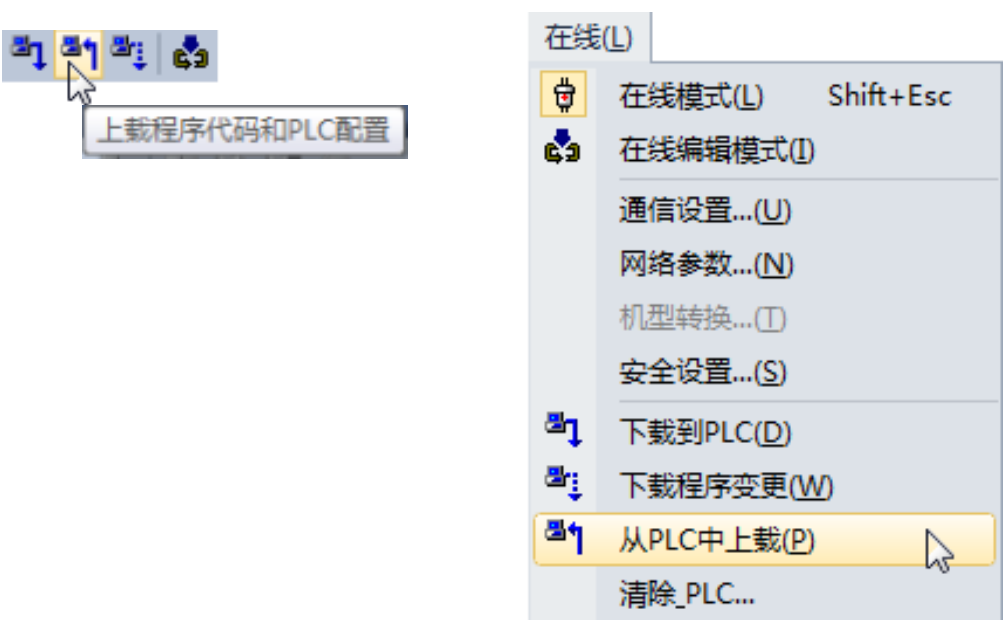 上载程序代码和PLC配置
在线(L)
在线模式(L) Shift+Esc
在线编辑模式(I)
通信设置...(U)
网络参数...(N)
机型转换...(T)
安全设置...(S)
下载到PLC(D)
下载程序变更(W)
从PLC中上载(P)
清除_PLC...